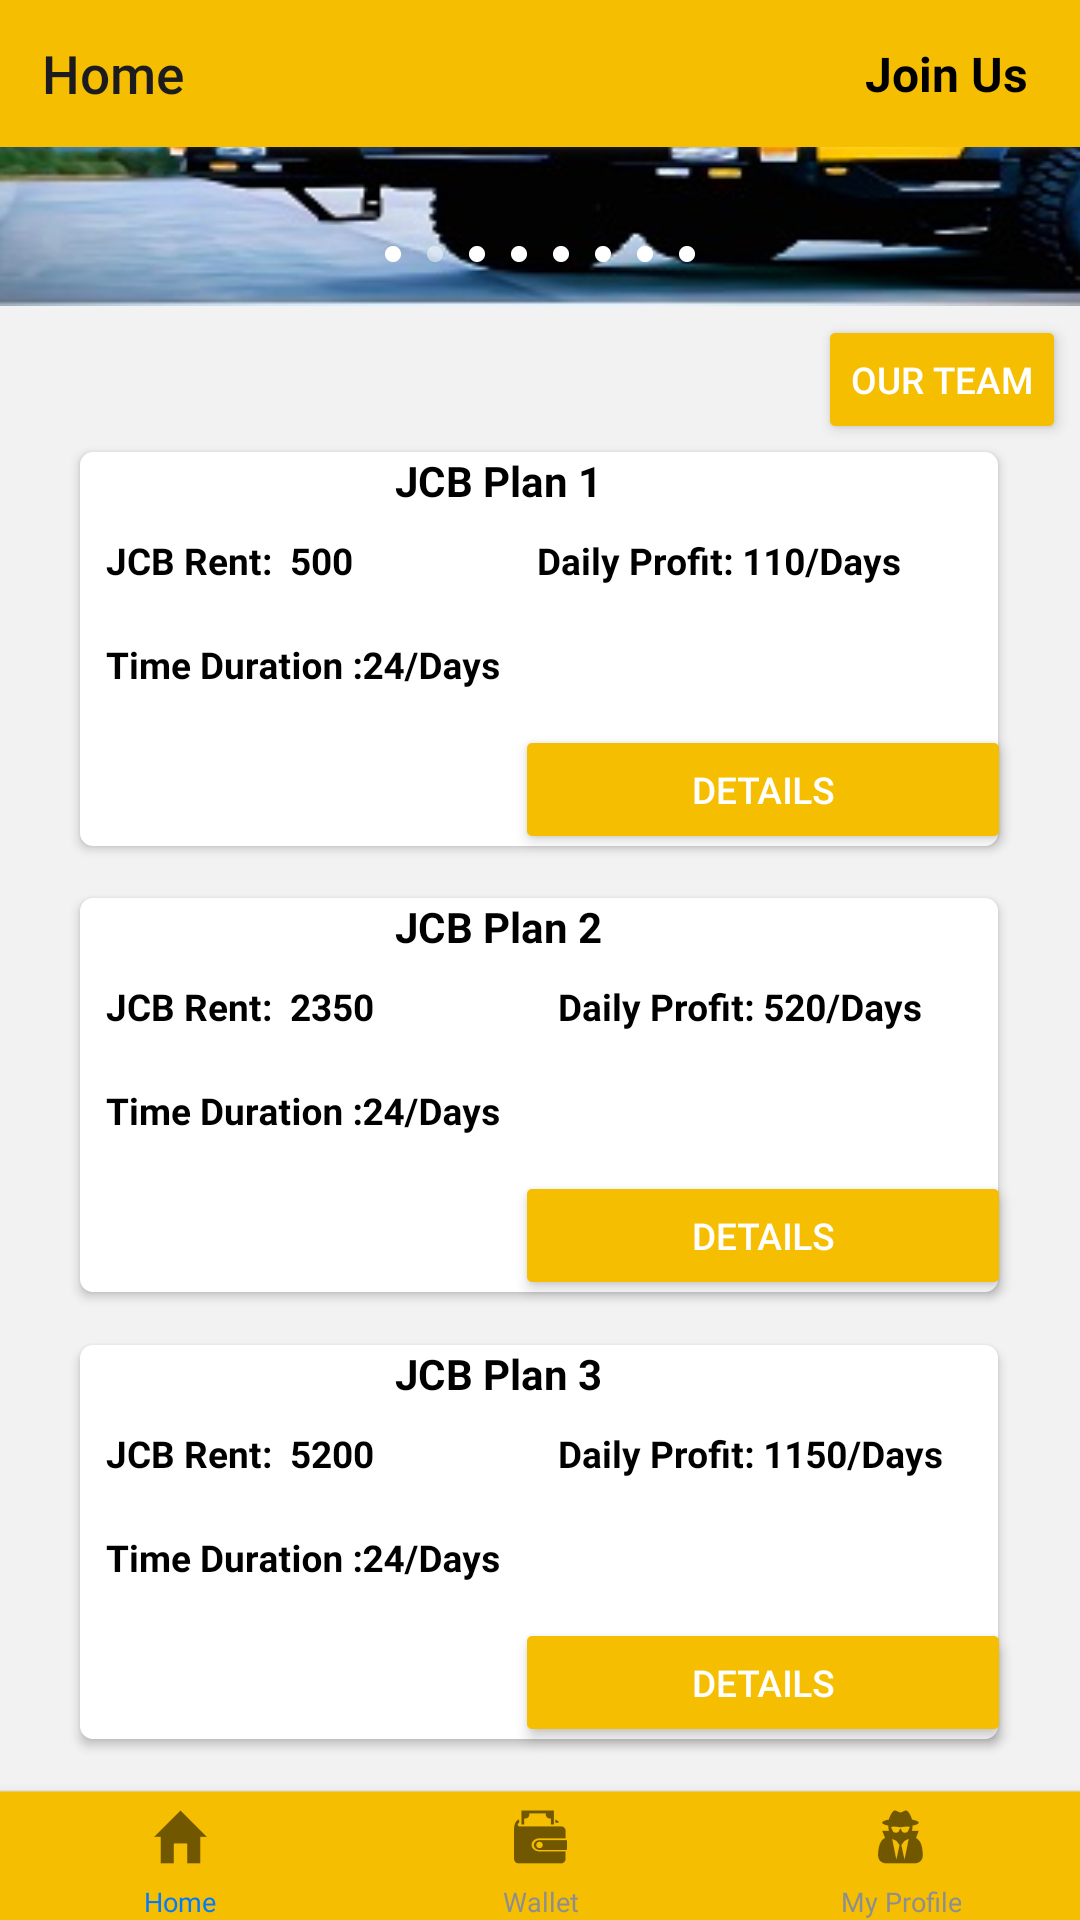 Home
Join Us
OUR TEAM
JCB Plan 1
JCB Rent:  500
Daily Profit: 110/Days
Time Duration :24/Days
DETAILS
JCB Plan 2
JCB Rent:  2350
Daily Profit: 520/Days
Time Duration :24/Days
DETAILS
JCB Plan 3
JCB Rent:  5200
Daily Profit: 1150/Days
Time Duration :24/Days
DETAILS
Home
Wallet
My Profile